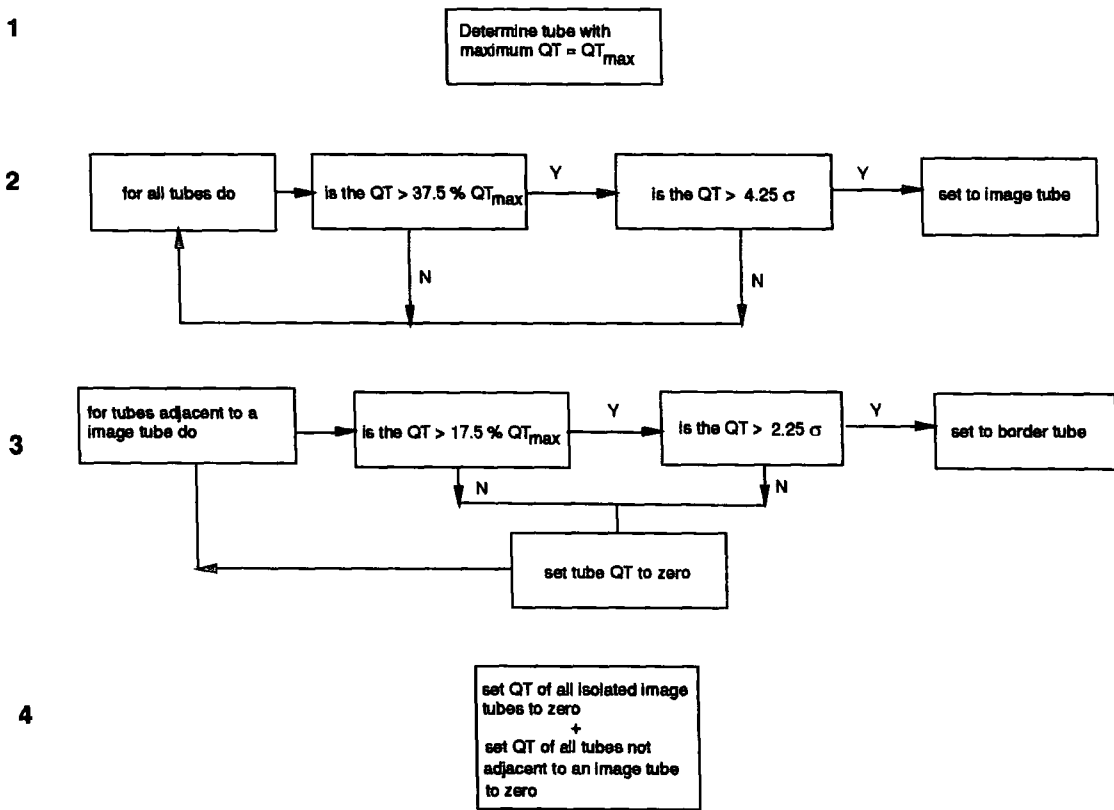 1
Determine tube with
maximum QT = QTmax
2
for all tubes do
is the QT > 37.5 % QTmax
Y
is the QT > 4.25 σ
Y
set to image tube
N
N
3
for tubes adjacent to a
image tube do
is the QT > 17.5 % QTmax
Y
is the QT > 2.25 σ
Y
set to border tube
N
N
set tube QT to zero
4
set QT of all isolated image
tubes to zero
+
set QT of all tubes not
adjacent to an image tube
to zero